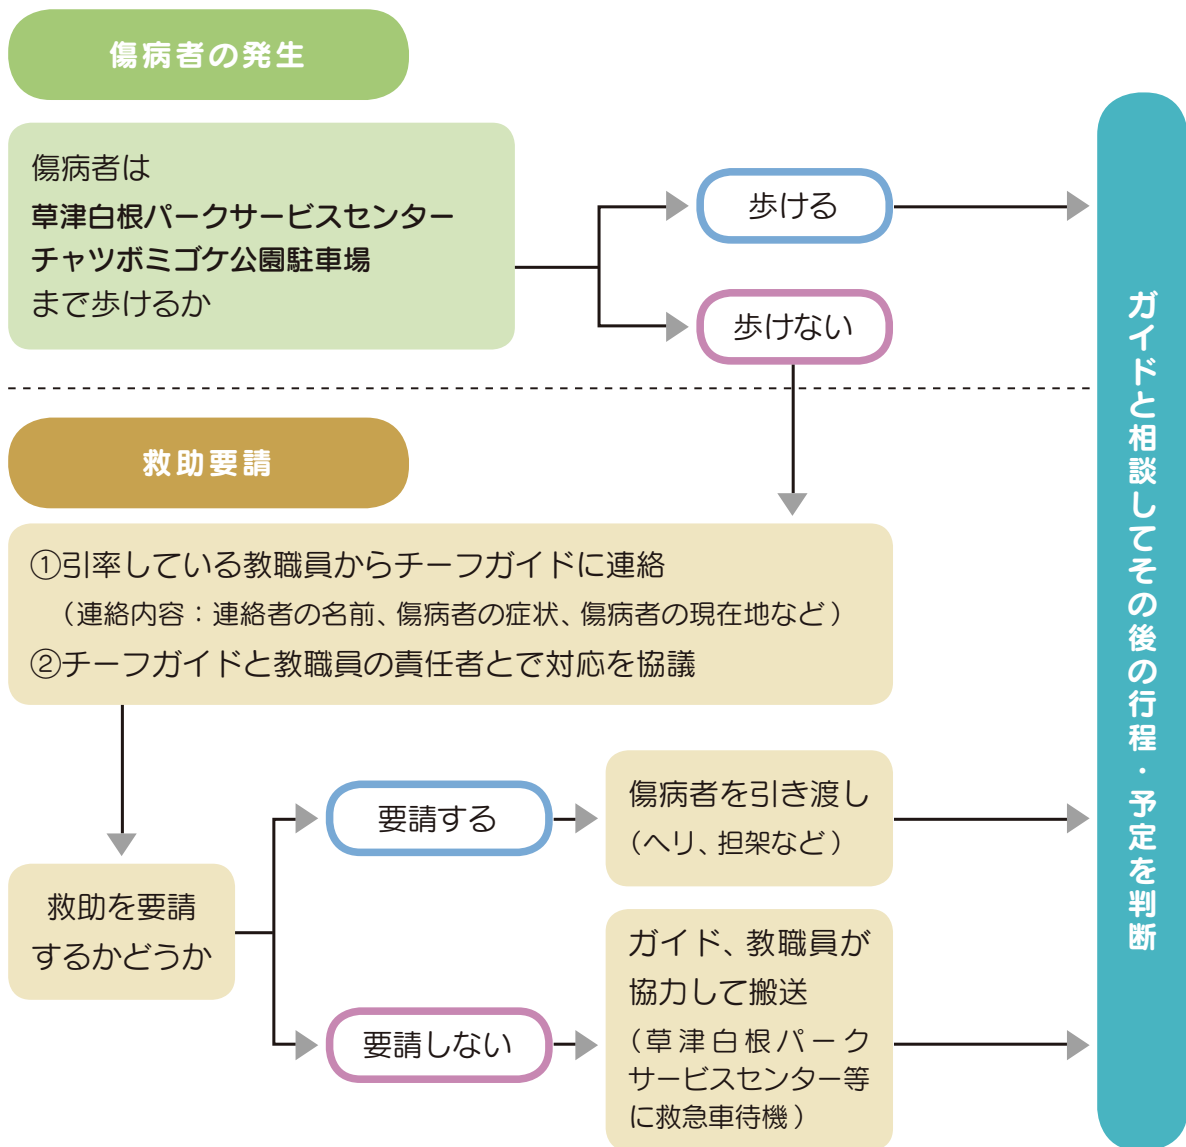 傷病者の発生
傷病者は
草津白根パークサービスセンター
チャツボミゴケ公園駐車場
まで歩けるか
歩ける
歩けない
救助要請
①引率している教職員からチーフガイドに連絡
（連絡内容：連絡者の名前、傷病者の症状、傷病者の現在地など）
②チーフガイドと教職員の責任者とで対応を協議
救助を要請
するかどうか
要請する
傷病者を引き渡し
（ヘリ、担架など）
要請しない
ガイド、教職員が
協力して搬送
（草津白根パーク
サービスセンター等
に救急車待機）
ガイドと相談してその後の行程・予定を判断